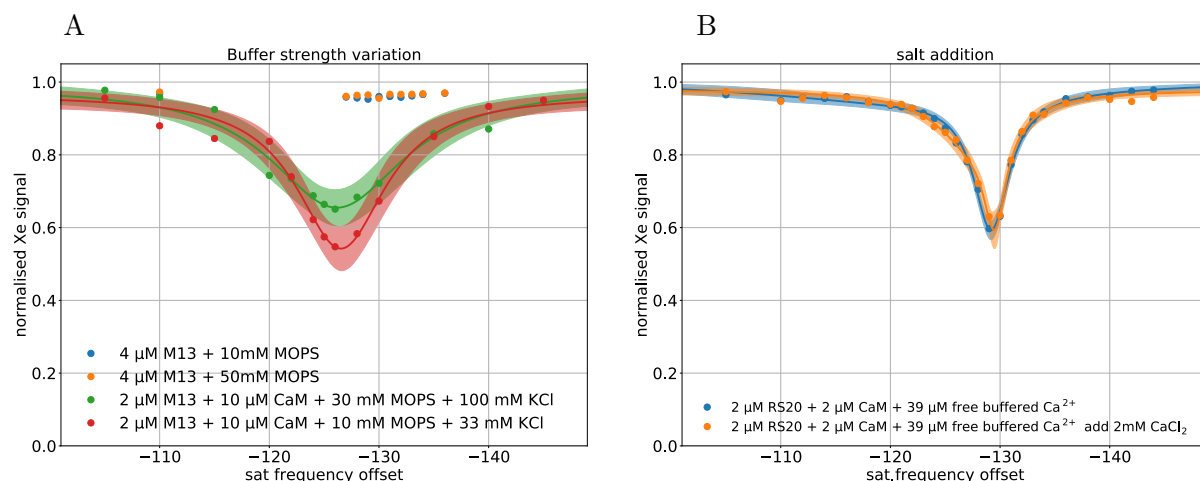 A
Buffer strength variation
normalised Xe signal
1.0
0.8
0.6
0.4
0.2
0.0
4 μM M13 + 10mM MOPS
4 μM M13 + 50mM MOPS
2 μM M13 + 10 μM CaM + 30 mM MOPS + 100 mM KCl
2 μM M13 + 10 μM CaM + 10 mM MOPS + 33 mM KCl
−110 −120 −130 −140
sat frequency offset
B
salt addition
normalised Xe signal
1.0
0.8
0.6
0.4
0.2
0.0
2 μM RS20 + 2 μM CaM + 39 μM free buffered Ca²⁺
2 μM RS20 + 2 μM CaM + 39 μM free buffered Ca²⁺ add 2mM CaCl₂
−110 −120 −130 −140
sat.frequency offset